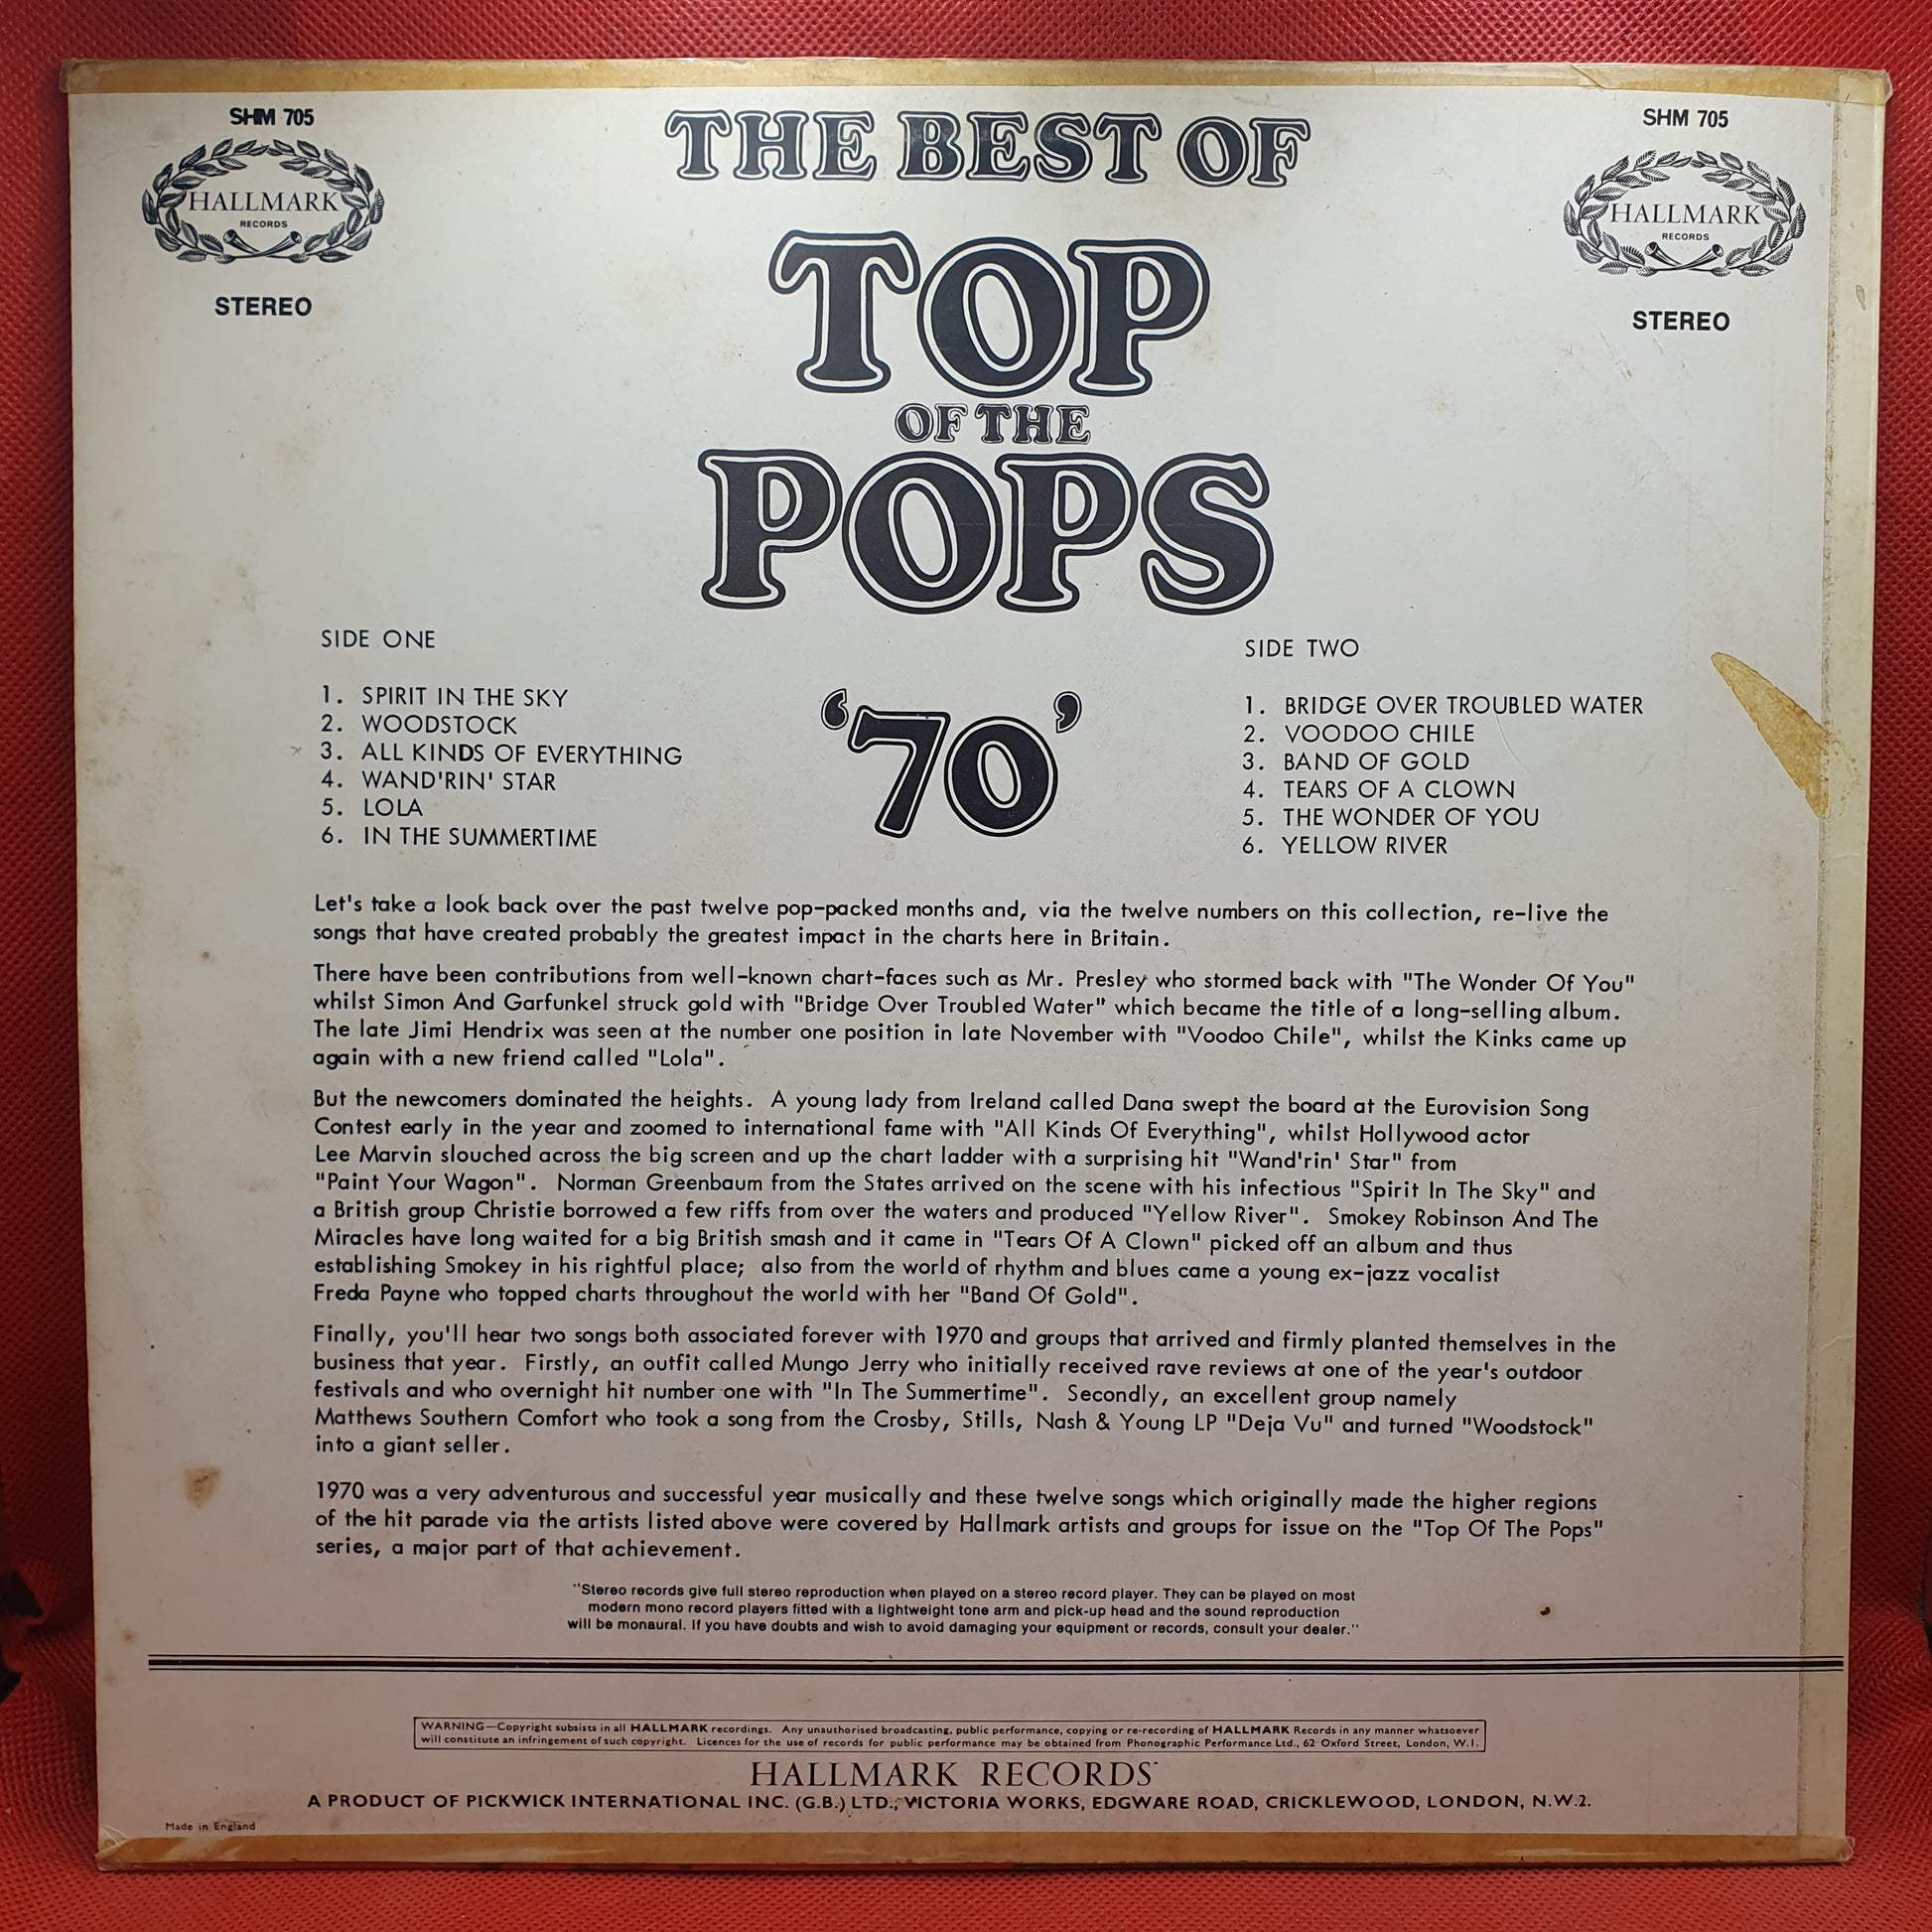 SHM 705
HALLMARK
RECORDS
STEREO
THE BEST OF
TOP
OF THE
POPS
'70'
SHM 705
HALLMARK
RECORDS
STEREO
SIDE ONE
1. SPIRIT IN THE SKY
2. WOODSTOCK
3. ALL KINDS OF EVERYTHING
4. WAND'RIN' STAR
5. LOLA
6. IN THE SUMMERTIME
SIDE TWO
1. BRIDGE OVER TROUBLED WATER
2. VOODOO CHILE
3. BAND OF GOLD
4. TEARS OF A CLOWN
5. THE WONDER OF YOU
6. YELLOW RIVER
Let's take a look back over the past twelve pop-packed months and, via the twelve numbers on this collection, re-live the
songs that have created probably the greatest impact in the charts here in Britain.
There have been contributions from well-known chart-faces such as Mr. Presley who stormed back with "The Wonder Of You"
whilst Simon And Garfunkel struck gold with "Bridge Over Troubled Water" which became the title of a long-selling album.
The late Jimi Hendrix was seen at the number one position in late November with "Voodoo Chile", whilst the Kinks came up
again with a new friend called "Lola".
But the newcomers dominated the heights. A young lady from Ireland called Dana swept the board at the Eurovision Song
Contest early in the year and zoomed to international fame with "All Kinds Of Everything", whilst Hollywood actor
Lee Marvin slouched across the big screen and up the chart ladder with a surprising hit "Wand'rin' Star" from
"Paint Your Wagon". Norman Greenbaum from the States arrived on the scene with his infectious "Spirit In The Sky" and
a British group Christie borrowed a few riffs from over the waters and produced "Yellow River". Smokey Robinson And The
Miracles have long waited for a big British smash and it came in "Tears Of A Clown" picked off an album and thus
establishing Smokey in his rightful place; also from the world of rhythm and blues came a young ex-jazz vocalist
Freda Payne who topped charts throughout the world with her "Band Of Gold".
Finally, you'll hear two songs both associated forever with 1970 and groups that arrived and firmly planted themselves in the
business that year. Firstly, an outfit called Mungo Jerry who initially received rave reviews at one of the year's outdoor
festivals and who overnight hit number one with "In The Summertime". Secondly, an excellent group namely
Matthews Southern Comfort who took a song from the Crosby, Stills, Nash & Young LP "Deja Vu" and turned "Woodstock"
into a giant seller.
1970 was a very adventurous and successful year musically and these twelve songs which originally made the higher regions
of the hit parade via the artists listed above were covered by Hallmark artists and groups for issue on the "Top Of The Pops"
series, a major part of that achievement.
"Stereo records give full stereo reproduction when played on a stereo record player. They can be played on most
modern mono record players fitted with a lightweight tone arm and pick-up head and the sound reproduction
will be monaural. If you have doubts and wish to avoid damaging your equipment or records, consult your dealer."
WARNING—Copyright subsists in all HALLMARK recordings. Any unauthorised broadcasting, public performance, copying or re-recording of HALLMARK Records in any manner whatsoever
will constitute an infringement of such copyright. Licences for the use of records for public performance may be obtained from Phonographic Performance Ltd., 62 Oxford Street, London, W.1.
HALLMARK RECORDS
A PRODUCT OF PICKWICK INTERNATIONAL INC. (G.B.) LTD., VICTORIA WORKS, EDGWARE ROAD, CRICKLEWOOD, LONDON, N.W.2.
Made in England